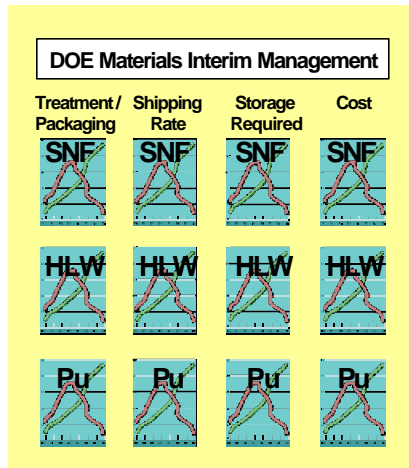 DOE Materials Interim Management
Treatment / Shipping Storage Cost
Packaging Rate Required
SNF SNF SNF SNF
HLW HLW HLW HLW
Pu Pu Pu Pu